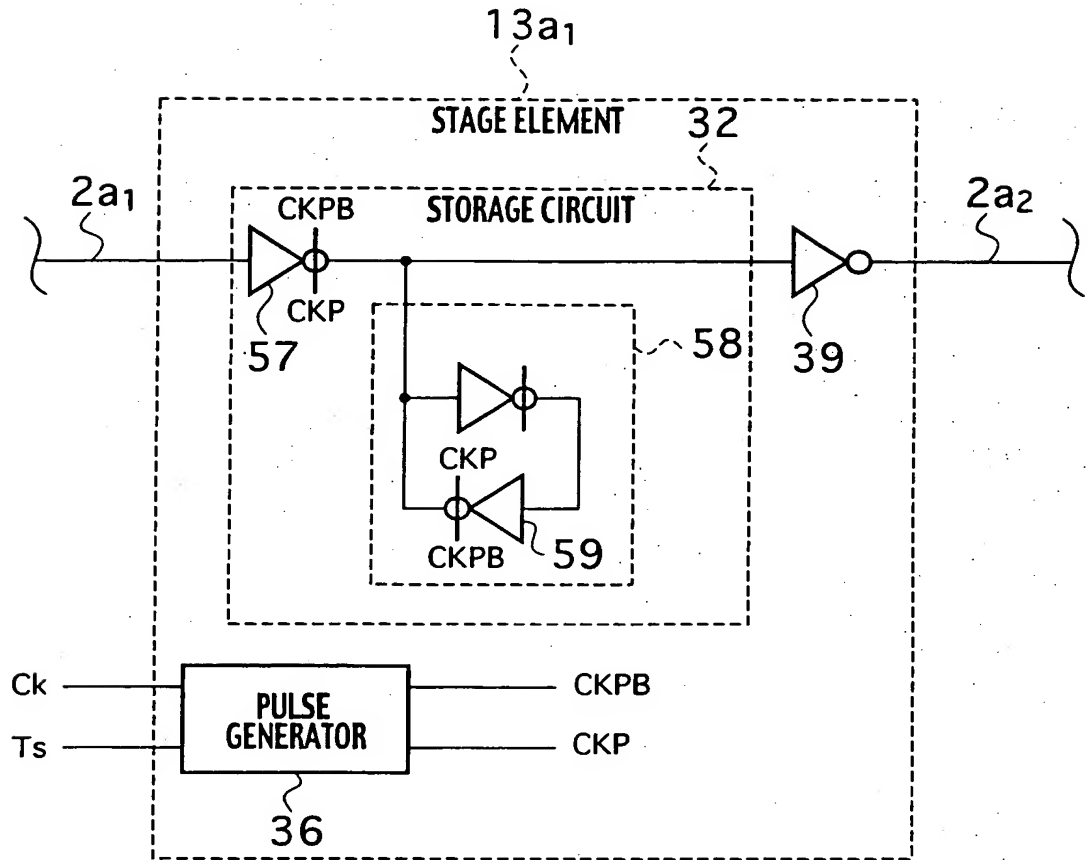 13a1
STAGE ELEMENT
32
2a1
CKPB
STORAGE CIRCUIT
2a2
CKP
57
58
39
CKP
CKPB
59
Ck
PULSE GENERATOR
CKPB
Ts
CKP
36